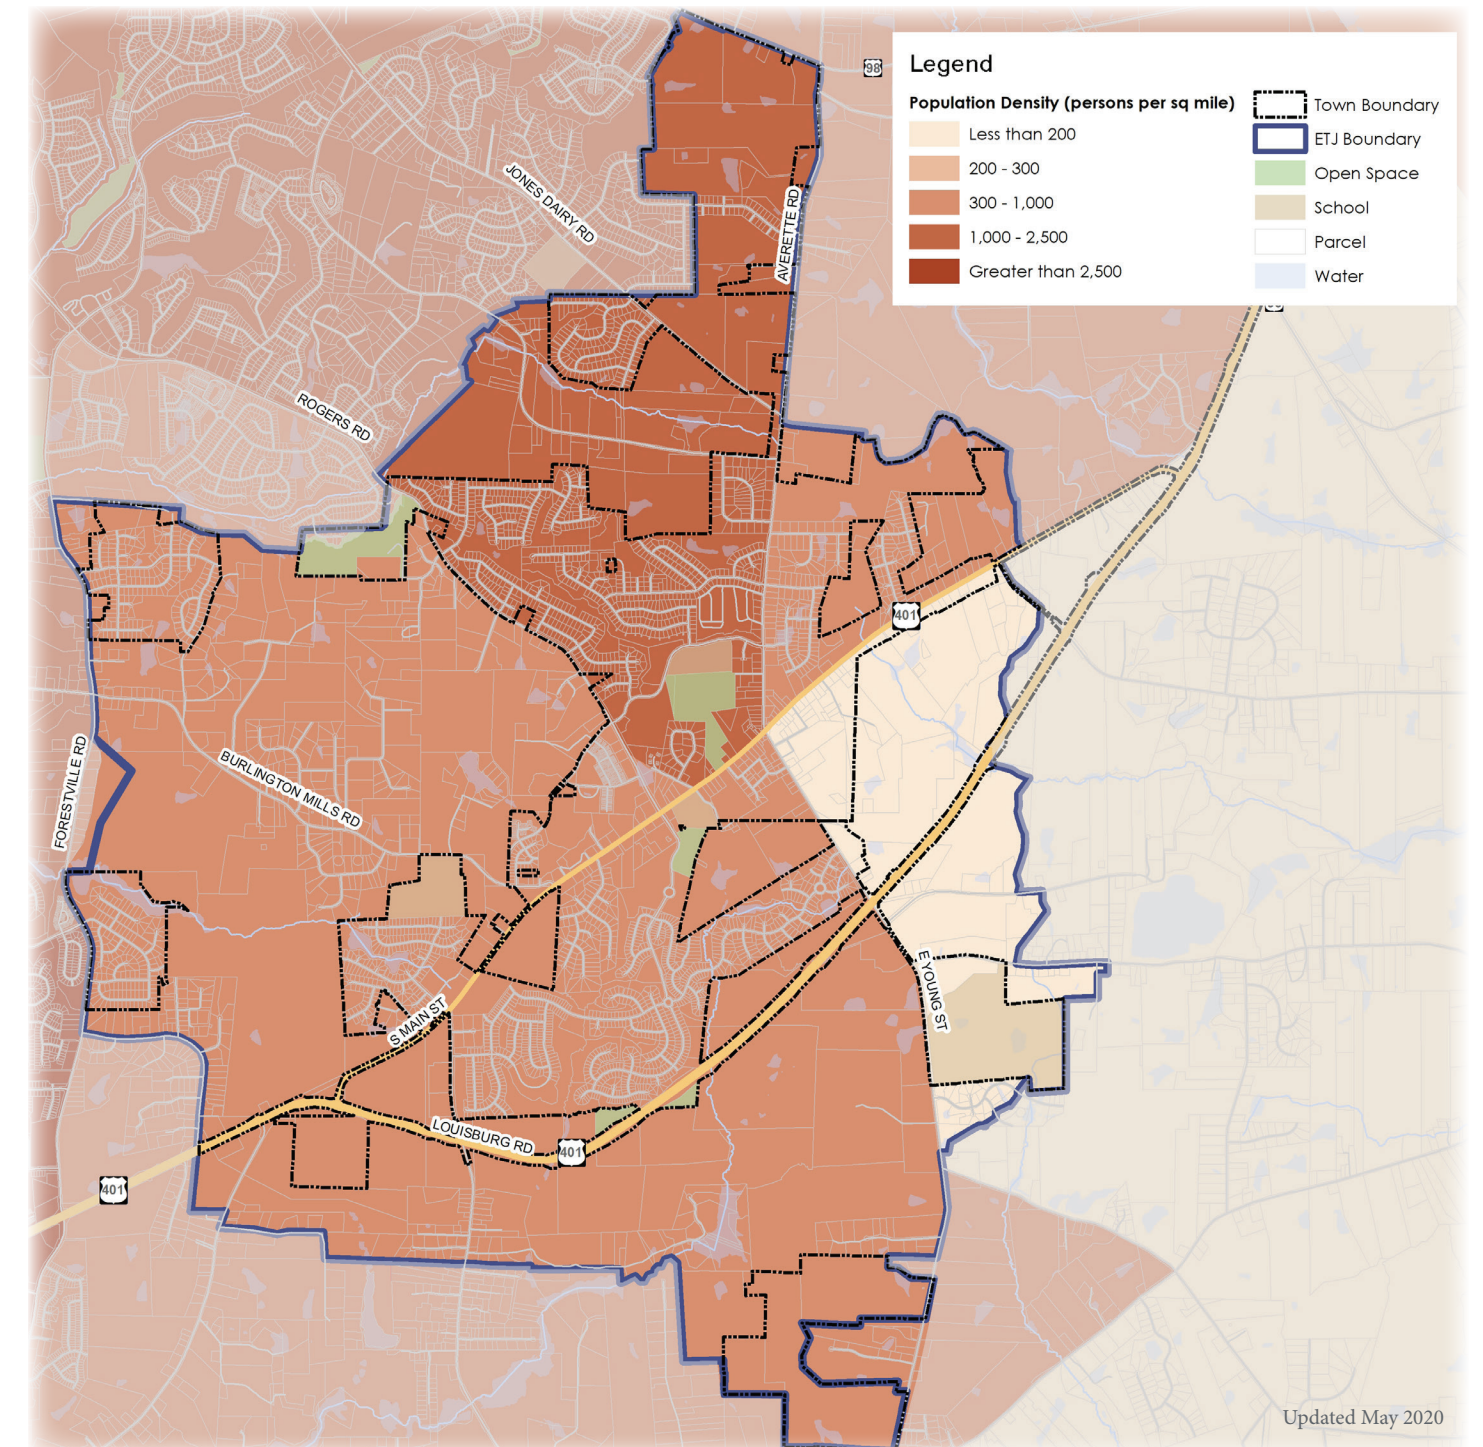 98
Legend
Population Density (persons per sq mile)
Less than 200
200 - 300
300 - 1,000
1,000 - 2,500
Greater than 2,500
Town Boundary
ETJ Boundary
Open Space
School
Parcel
Water
JONES DAIRY RD
AVERETTE RD
ROGERS RD
401
FORESTVILLE RD
BURLINGTON MILLS RD
E YOUNG ST
S MAIN ST
LOUISBURG RD
401
401
Updated May 2020